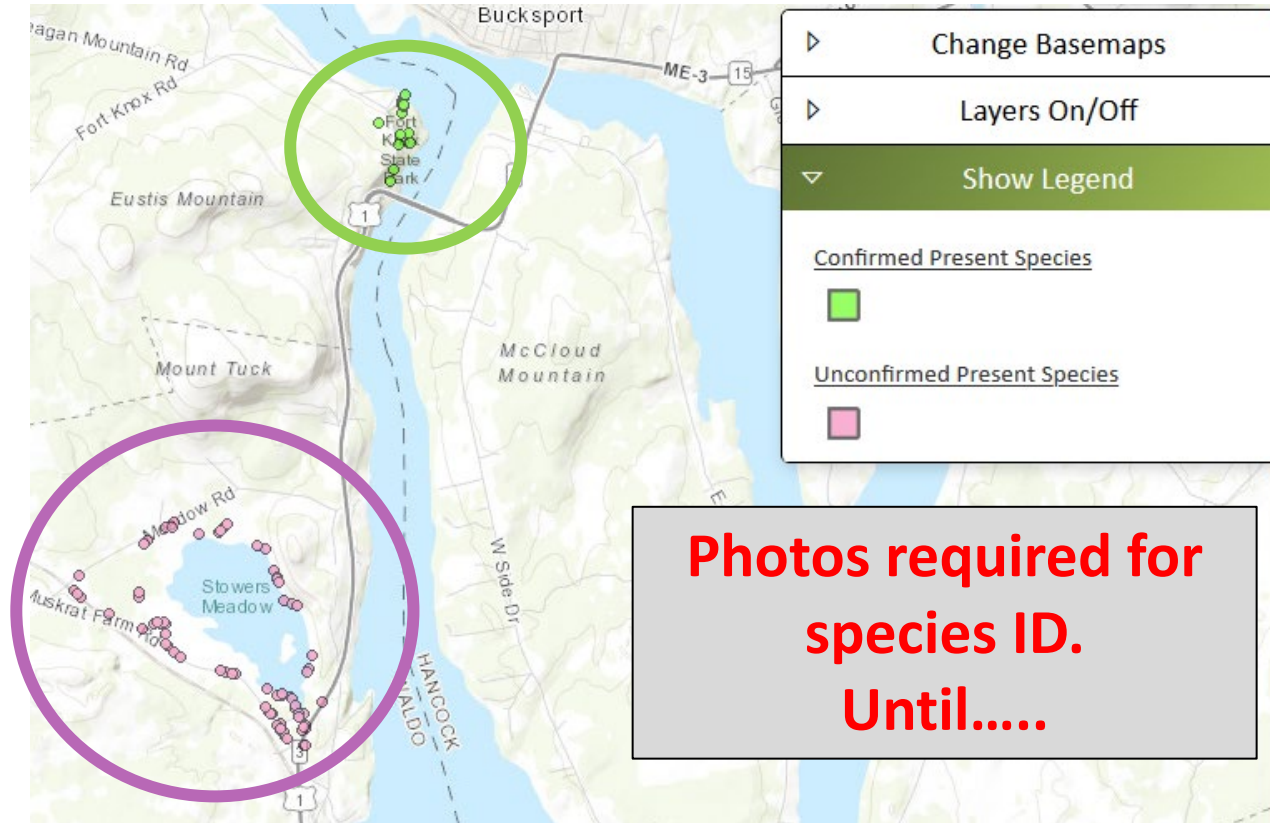 Bucksport
eagan Mountain Rd
Fort Knox Rd
ME-3
15
Fort
Knox
State
Park
1
Eustis Mountain
Mount Tuck
McCloud
Mountain
Meadow Rd
Stowers
Meadow
Muskrat Farm Rd
W Side Dr
E
HANCOCK
WALDO
3
1
Change Basemaps
Layers On/Off
Show Legend
Confirmed Present Species
Unconfirmed Present Species
Photos required for
species ID.
Until.....